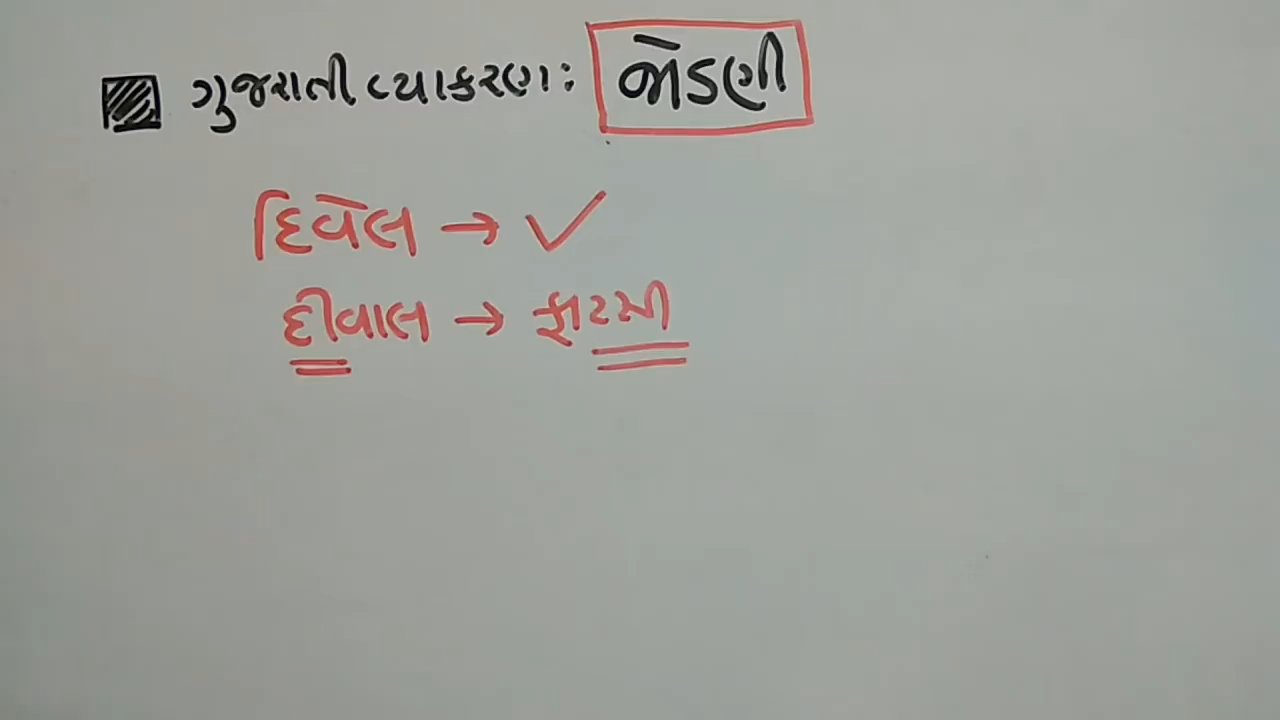 ગુજરાતી વ્યાકરણ: જોડણી
દિવેલ → ✓
દીવાલ → ફારસી